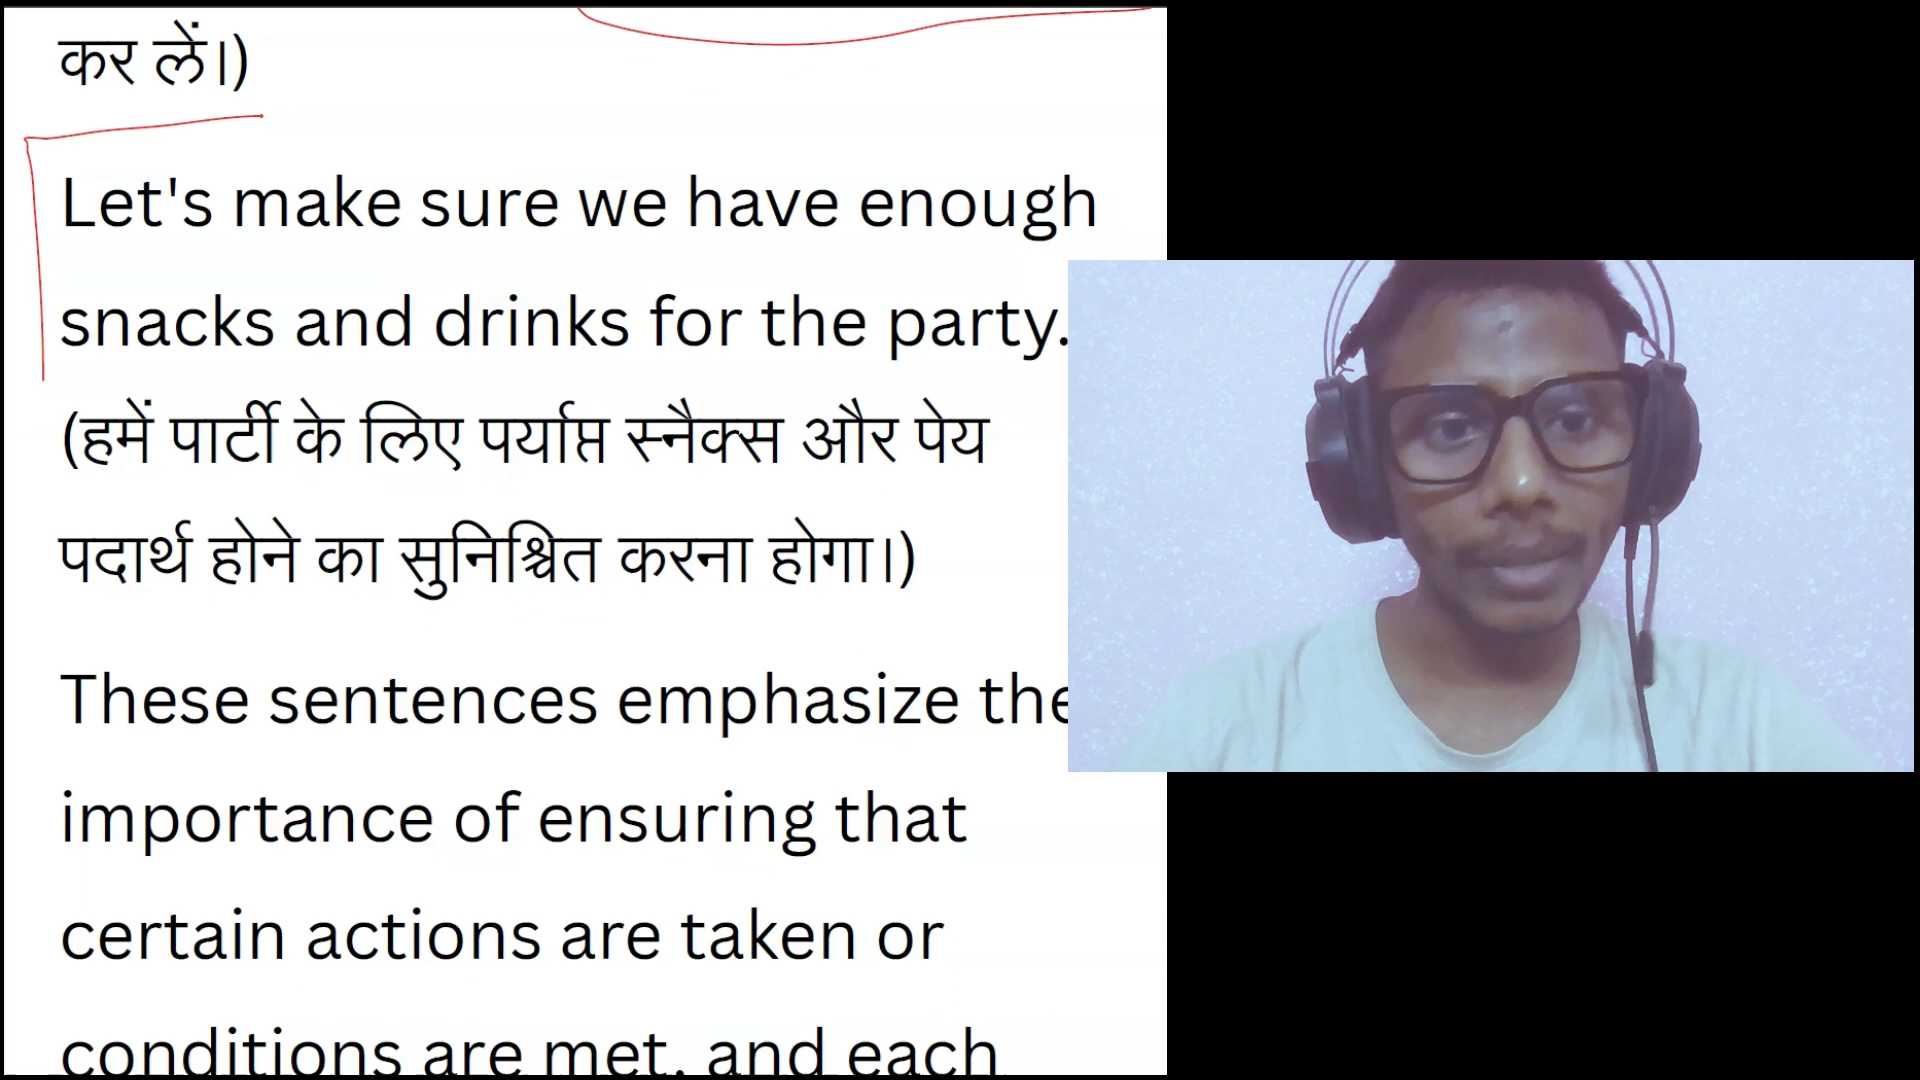 कर लें।)
Let's make sure we have enough
snacks and drinks for the party.
(हमें पार्टी के लिए पर्याप्त स्नैक्स और पेय
पदार्थ होने का सुनिश्चित करना होगा।)
These sentences emphasize the
importance of ensuring that
certain actions are taken or
conditions are met, and each